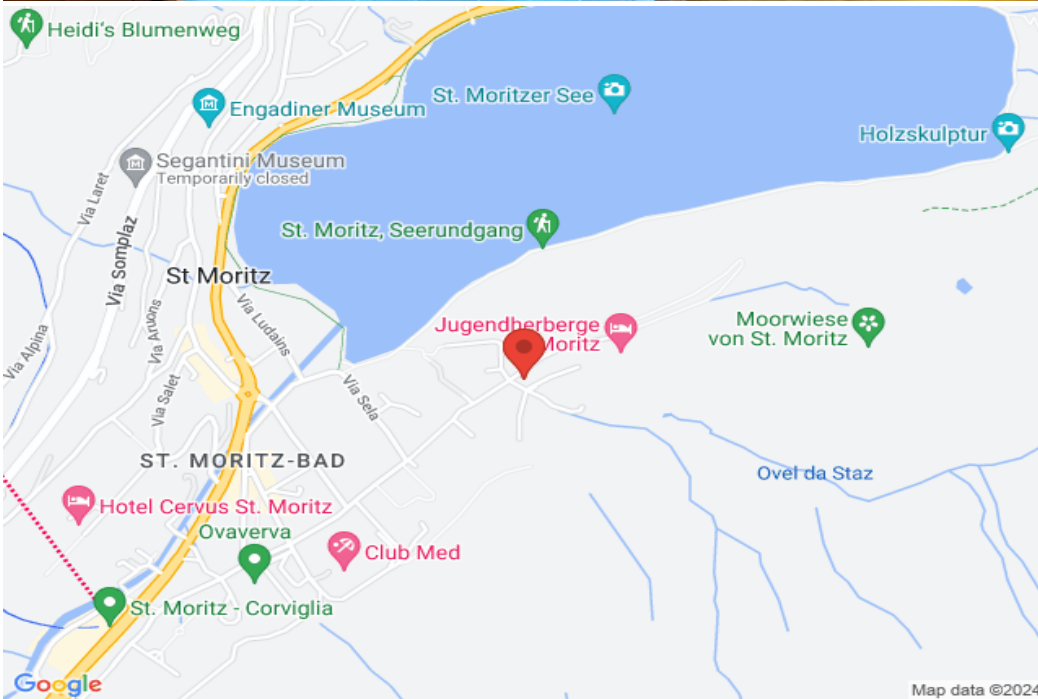 Heidi's Blumenweg
Engadiner Museum
St. Moritzer See
Holzskulptur
Segantini Museum
Temporarily closed
Via Laret
Via Somplaz
St. Moritz, Seerundgang
St Moritz
Via Ludains
Via Aruons
Via Alpina
Jugendherberge
Moritz
Moorwiese
von St. Moritz
Via Salet
Via Sela
ST. MORITZ-BAD
Ovel da Staz
Hotel Cervus St. Moritz
Ovaverva
Club Med
St. Moritz - Corviglia
Google
Map data ©2024